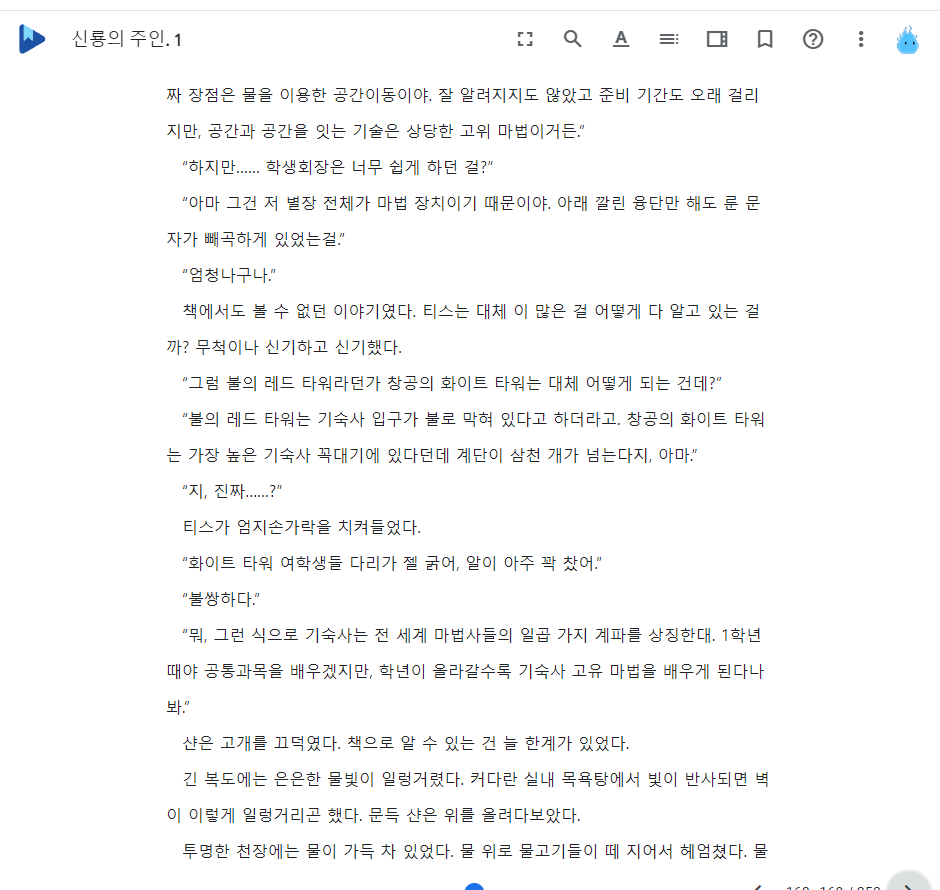 신룡의 주인. 1
짜 장점은 물을 이용한 공간이동이야. 잘 알려지지도 않았고 준비 기간도 오래 걸리
지만, 공간과 공간을 잇는 기술은 상당한 고위 마법이거든.”
“하지만…… 학생회장은 너무 쉽게 하던 걸?”
“아마 그건 저 별장 전체가 마법 장치이기 때문이야. 아래 깔린 융단만 해도 룬 문
자가 빼곡하게 있었는걸.”
“엄청나구나.”
책에서도 볼 수 없던 이야기였다. 티스는 대체 이 많은 걸 어떻게 다 알고 있는 걸
까? 무척이나 신기하고 신기했다.
“그럼 불의 레드 타워라던가 창공의 화이트 타워는 대체 어떻게 되는 건데?”
“불의 레드 타워는 기숙사 입구가 불로 막혀 있다고 하더라고. 창공의 화이트 타워
는 가장 높은 기숙사 꼭대기에 있다던데 계단이 삼천 개가 넘는다지, 아마.”
“지, 진짜……?”
티스가 엄지손가락을 치켜들었다.
“화이트 타워 여학생들 다리가 젤 굵어, 알이 아주 꽉 찼어.”
“불쌍하다.”
“뭐, 그런 식으로 기숙사는 전 세계 마법사들의 일곱 가지 계파를 상징한대. 1학년
때야 공통과목을 배우겠지만, 학년이 올라갈수록 기숙사 고유 마법을 배우게 된다나
봐.”
샨은 고개를 끄덕였다. 책으로 알 수 있는 건 늘 한계가 있었다.
긴 복도에는 은은한 물빛이 일렁거렸다. 커다란 실내 목욕탕에서 빛이 반사되면 벽
이 이렇게 일렁거리곤 했다. 문득 샨은 위를 올려다보았다.
투명한 천장에는 물이 가득 차 있었다. 물 위로 물고기들이 떼 지어서 헤엄쳤다. 물